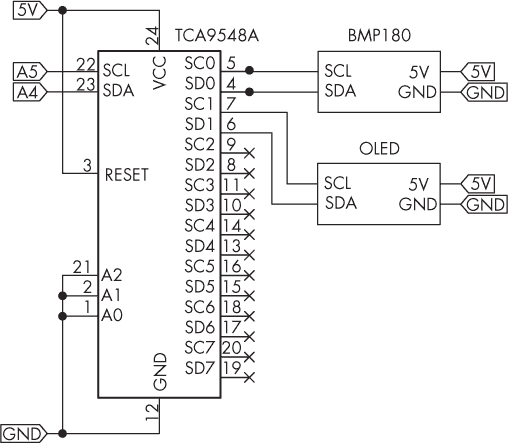 5V
24
TCA9548A
BMP180
A5 22 SCL
A4 23 SDA
VCC
SC0 5
SD0 4
SC1 7
SD1 6
SC2 9
SD2 8
SC3 11
SD3 10
SC4 14
SD4 13
SC5 16
SD5 15
SC6 18
SD6 17
SC7 20
SD7 19
3 RESET
21 A2
2 A1
1 A0
GND
12
GND
SCL 5V 5V
SDA GND GND
OLED
SCL 5V 5V
SDA GND GND